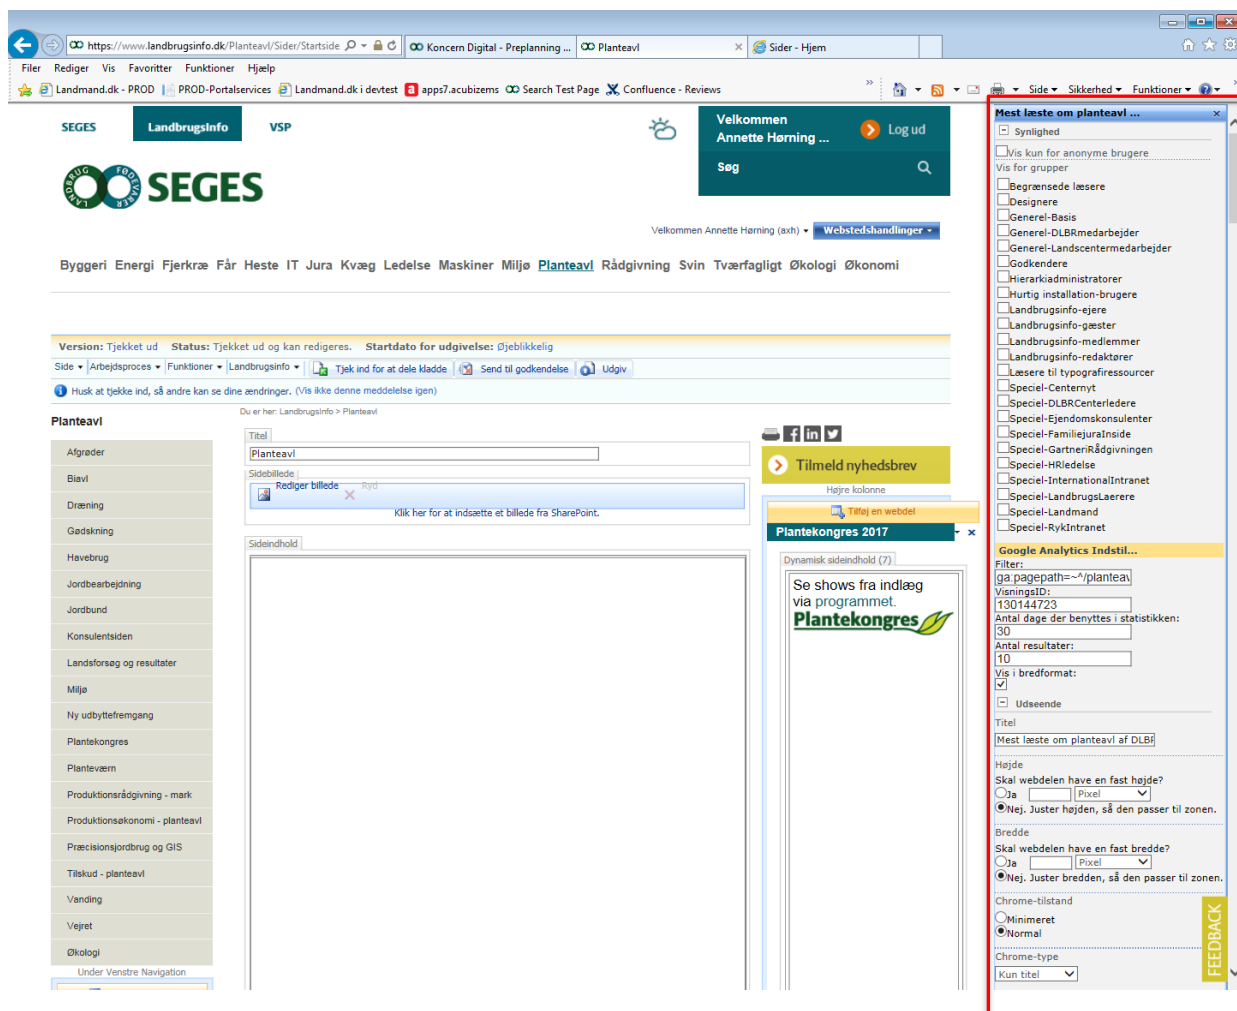 https://www.landbrugsinfo.dk/Planteavl/Sider/Startside
Koncern Digital - Preplanning ...
Planteavl
Sider - Hjem
Filer Rediger Vis Favoritter Funktioner Hjælp
Landmand.dk - PROD
PROD-Portalservices
Landmand.dk i devtest
apps7.acubizems
Search Test Page
Confluence - Reviews
Side
Sikkerhed
Funktioner
SEGES
LandbrugsInfo
VSP
Velkommen
Annette Hørning ...
Log ud
Søg
LANDBRUG FØDEVARER
SEGES
Velkommen Annette Hørning (axh)
Webstedshandlinger
Byggeri Energi Fjerkræ Får Heste IT Jura Kvæg Ledelse Maskiner Miljø Planteavl Rådgivning Svin Tværfagligt Økologi Økonomi
Version: Tjekket ud Status: Tjekket ud og kan redigeres. Startdato for udgivelse: Øjeblikkelig
Side Arbejdsproces Funktioner LandbrugsInfo Tjek ind for at dele kladde Send til godkendelse Udgiv
Husk at tjekke ind, så andre kan se dine ændringer. (Vis ikke denne meddelelse igen)
Planteavl
Afgrøder
Biavl
Dræning
Gødskning
Havebrug
Jordbearbejdning
Jordbund
Konsulentsiden
Landsforsøg og resultater
Miljø
Ny udbyttefremgang
Plantekongres
Planteværn
Produktionsrådgivning - mark
Produktionsøkonomi - planteavl
Præcisionsjordbrug og GIS
Tilskud - planteavl
Vanding
Vejret
Økologi
Under Venstre Navigation
Du er her: LandbrugsInfo > Planteavl
Titel
Planteavl
Sidebillede
Rediger billede
Ryd
Klik her for at indsætte et billede fra SharePoint.
Sideindhold
Tilmeld nyhedsbrev
Højre kolonne
Tilføj en webdel
Plantekongres 2017
Dynamisk sideindhold (7)
Se shows fra indlæg
via programmet.
Plantekongres
Mest læste om planteavl ...
Synlighed
Vis kun for anonyme brugere
Vis for grupper
Begrænsede læsere
Designere
Generel-Basis
Generel-DLBRmedarbejder
Generel-Landscentermedarbejder
Godkendere
Hierarkiadministratorer
Hurtig installation-brugere
Landbrugsinfo-ejere
Landbrugsinfo-gæster
Landbrugsinfo-medlemmer
Landbrugsinfo-redaktører
Læsere til typografiressourcer
Speciel-Centernyt
Speciel-DLBRCenterledere
Speciel-Ejendomskonsulenter
Speciel-FamiliejuraInside
Speciel-GartneriRådgivningen
Speciel-HRledelse
Speciel-InternationalIntranet
Speciel-LandbrugsLaerere
Speciel-Landmand
Speciel-RykIntranet
Google Analytics Indstil...
Filter:
ga:pagepath=~^/planteav
VisningsID:
130144723
Antal dage der benyttes i statistikken:
30
Antal resultater:
10
Vis i bredformat:
Udseende
Titel
Mest læste om planteavl af DLBR
Højde
Skal webdelen have en fast højde?
Ja Pixel
Nej. Juster højden, så den passer til zonen.
Bredde
Skal webdelen have en fast bredde?
Ja Pixel
Nej. Juster bredden, så den passer til zonen.
Chrome-tilstand
Minimeret
Normal
Chrome-type
Kun titel
FEEDBACK